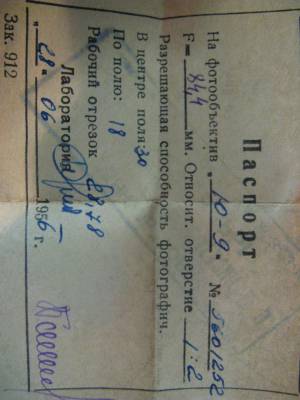 Паспорт
На фотообъектив „Ю-9" № 5601252
F= 84,4 мм. Относит. отверстие 1:2
Разрешающая способность фотографич.
В центре поля: 30
По полю: 18
Рабочий отрезок 28,78
Лаборатория
„28" 06 1956 г.
Зак. 912